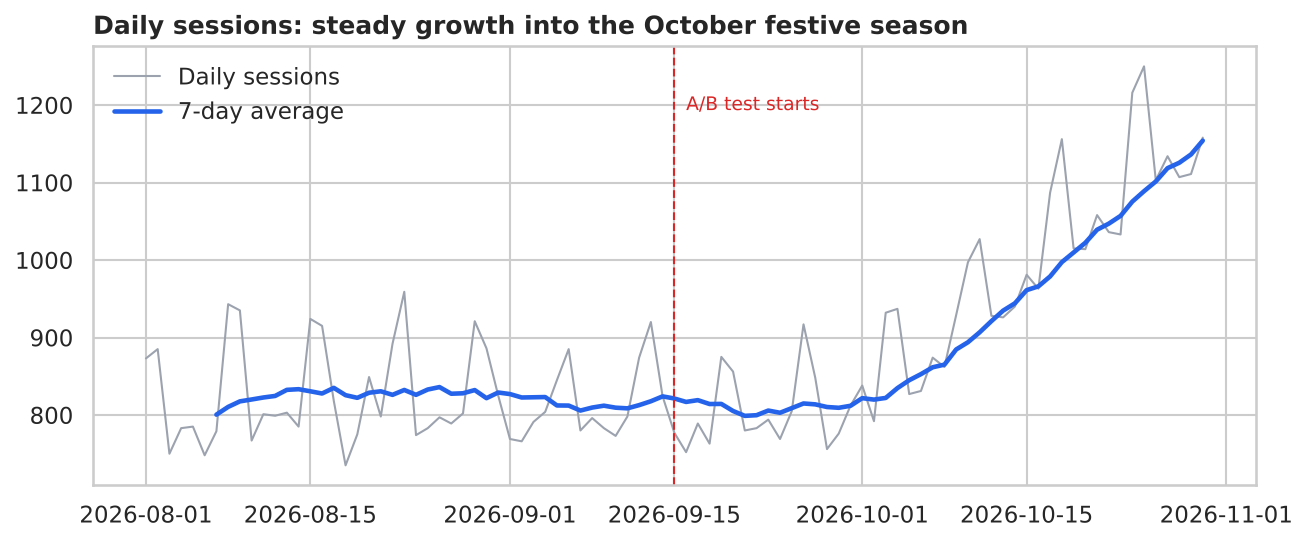 Daily sessions: steady growth into the October festive season
Daily sessions
7-day average
A/B test starts
1200
1100
1000
900
800
2026-08-01 2026-08-15 2026-09-01 2026-09-15 2026-10-01 2026-10-15 2026-11-01